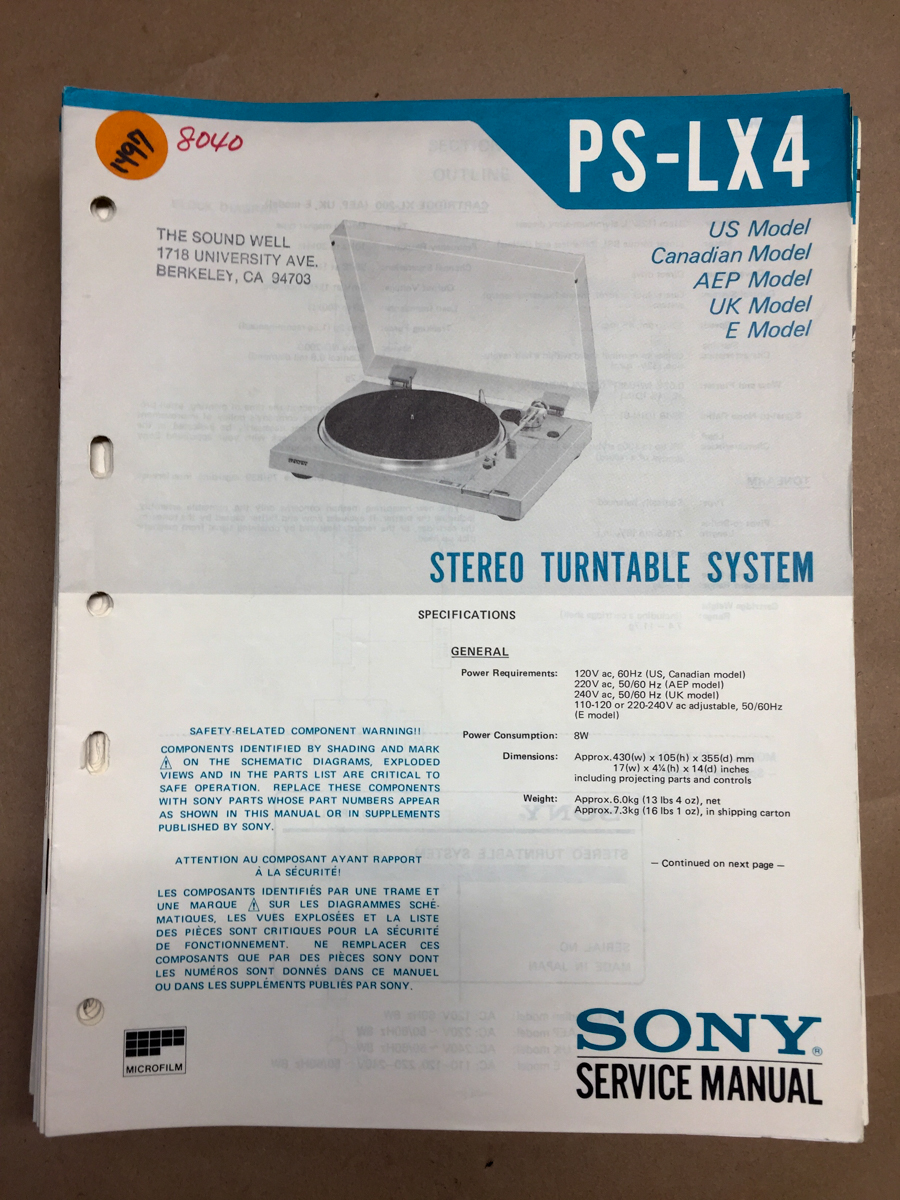 1497
8040
PS-LX4
THE SOUND WELL
1718 UNIVERSITY AVE.
BERKELEY, CA 94703
US Model
Canadian Model
AEP Model
UK Model
E Model
SONY
STEREO TURNTABLE SYSTEM
SPECIFICATIONS
GENERAL
Power Requirements: 120V ac, 60Hz (US, Canadian model)
220V ac, 50/60 Hz (AEP model)
240V ac, 50/60 Hz (UK model)
110-120 or 220-240V ac adjustable, 50/60Hz
(E model)
Power Consumption: 8W
Dimensions: Approx. 430(w) x 105(h) x 355(d) mm
17(w) x 4¼(h) x 14(d) inches
including projecting parts and controls
Weight: Approx. 6.0kg (13 lbs 4 oz), net
Approx. 7.3kg (16 lbs 1 oz), in shipping carton
— Continued on next page —
SAFETY-RELATED COMPONENT WARNING!!
COMPONENTS IDENTIFIED BY SHADING AND MARK
⚠ ON THE SCHEMATIC DIAGRAMS, EXPLODED
VIEWS AND IN THE PARTS LIST ARE CRITICAL TO
SAFE OPERATION. REPLACE THESE COMPONENTS
WITH SONY PARTS WHOSE PART NUMBERS APPEAR
AS SHOWN IN THIS MANUAL OR IN SUPPLEMENTS
PUBLISHED BY SONY.
ATTENTION AU COMPOSANT AYANT RAPPORT
À LA SÉCURITÉ!
LES COMPOSANTS IDENTIFIÉS PAR UNE TRAME ET
UNE MARQUE ⚠ SUR LES DIAGRAMMES SCHÉ-
MATIQUES, LES VUES EXPLOSÉES ET LA LISTE
DES PIÈCES SONT CRITIQUES POUR LA SÉCURITÉ
DE FONCTIONNEMENT. NE REMPLACER CES
COMPOSANTS QUE PAR DES PIÈCES SONY DONT
LES NUMÉROS SONT DONNÉS DANS CE MANUEL
OU DANS LES SUPPLÉMENTS PUBLIÉS PAR SONY.
MICROFILM
SONY®
SERVICE MANUAL